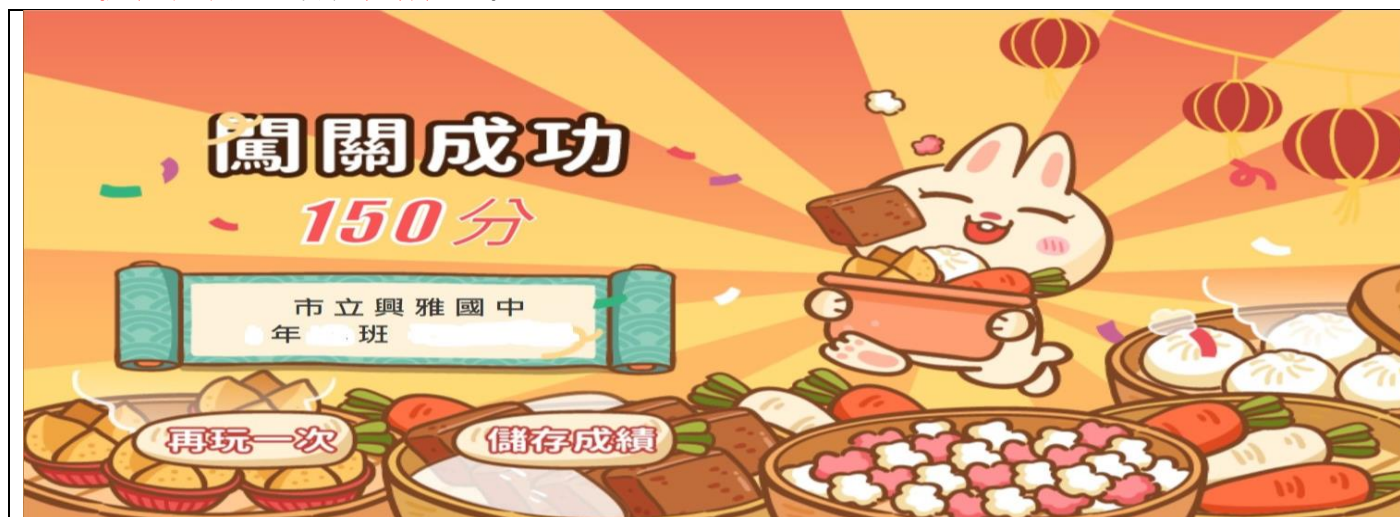 闖關成功
150分
市立興雅國中
年 班
再玩一次
儲存成績